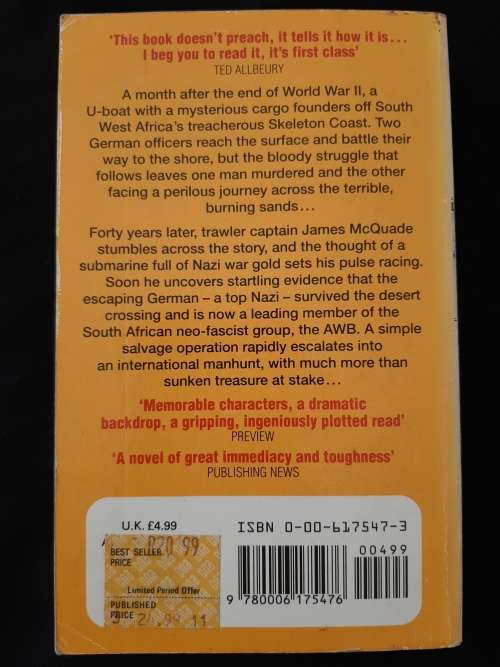 'This book doesn't preach, it tells it how it is...
I beg you to read it, it's first class'
TED ALLBEURY
A month after the end of World War II, a
U-boat with a mysterious cargo founders off South
West Africa's treacherous Skeleton Coast. Two
German officers reach the surface and battle their
way to the shore, but the bloody struggle that
follows leaves one man murdered and the other
facing a perilous journey across the terrible,
burning sands...
Forty years later, trawler captain James McQuade
stumbles across the story, and the thought of a
submarine full of Nazi war gold sets his pulse racing.
Soon he uncovers startling evidence that the
escaping German – a top Nazi – survived the desert
crossing and is now a leading member of the
South African neo-fascist group, the AWB. A simple
salvage operation rapidly escalates into
an international manhunt, with much more than
sunken treasure at stake...
'Memorable characters, a dramatic
backdrop, a gripping, ingeniously plotted read'
PREVIEW
'A novel of great immediacy and toughness'
PUBLISHING NEWS
U.K. £4.99
BEST SELLER
PRICE
Limited Period Offer
PUBLISHED
PRICE
ISBN 0-00-617547-3
00499
9 780006 175476